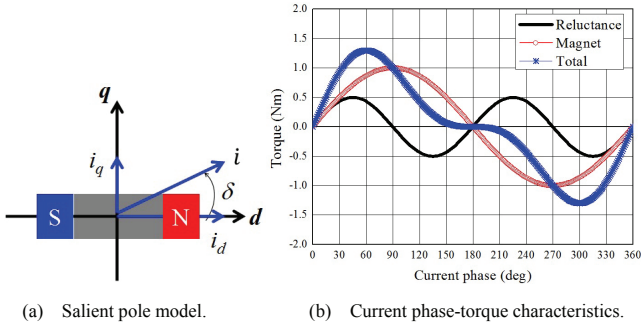 q
i_q
i
δ
S
N
d
i_d
(a) Salient pole model.
2.0
1.5
1.0
0.5
0.0
-0.5
-1.0
-1.5
-2.0
Torque (Nm)
Reluctance
Magnet
Total
0 30 60 90 120 150 180 210 240 270 300 330 360
Current phase (deg)
(b) Current phase-torque characteristics.